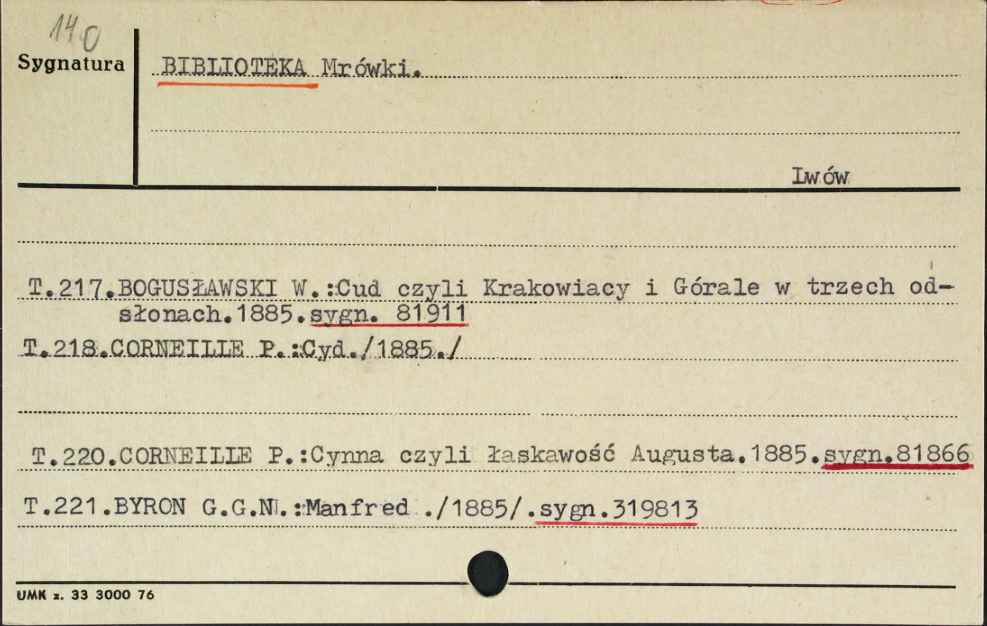 140
Sygnatura
BIBLIOTEKA Mrówki.
Lwów
T.217.BOGUSŁAWSKI W.:Cud czyli Krakowiacy i Górale w trzech od-
słonach.1885.sygn. 81911
T.218.CORNEILLE P.:Cyd./1885./
T.220.CORNEILLE P.:Cynna czyli łaskawość Augusta.1885.sygn.81866
T.221.BYRON G.G.N.:Manfred ./1885/.sygn.319813
UMK z. 33 3000 76